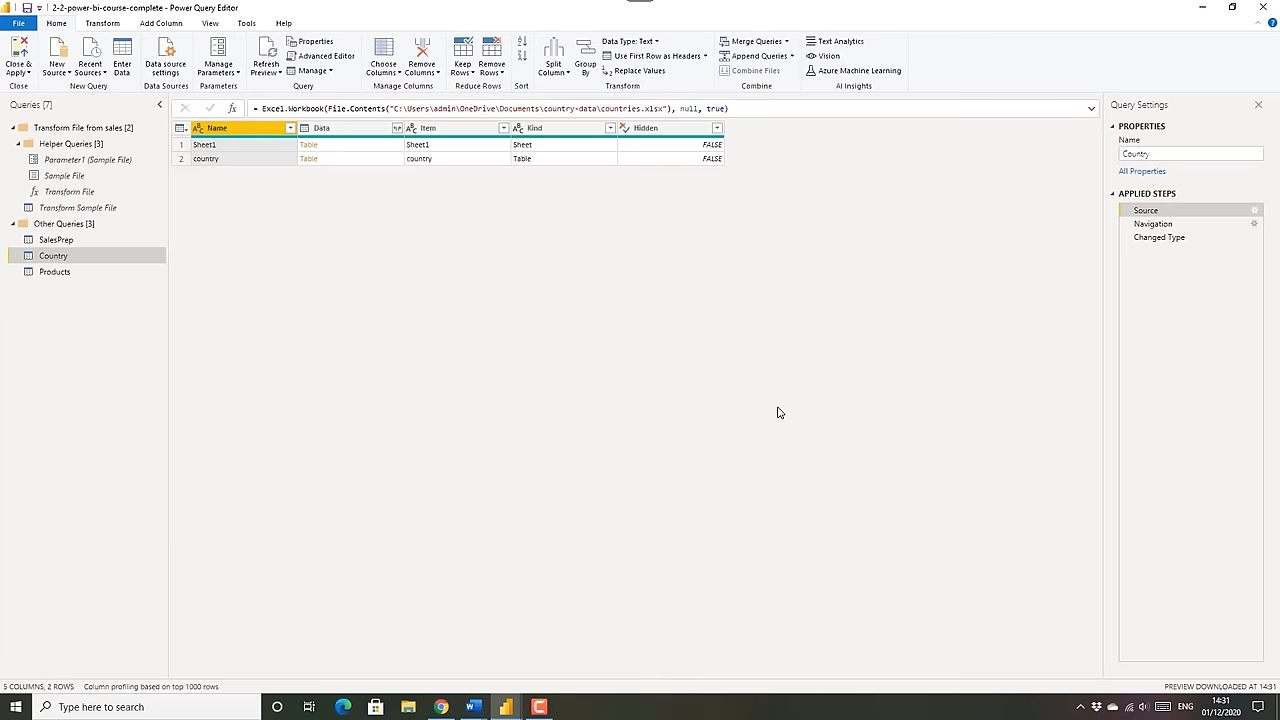 2-2-power-bi-course-complete - Power Query Editor
File Home Transform Add Column View Tools Help
Close & Apply
New Source
Recent Sources
Enter Data
Data source settings
Manage Parameters
Refresh Preview
Properties
Advanced Editor
Manage
Choose Columns
Remove Columns
Keep Rows
Remove Rows
Split Column
Group By
Data Type: Text
Use First Row as Headers
Replace Values
Merge Queries
Append Queries
Combine Files
Text Analytics
Vision
Azure Machine Learning
Close New Query Data Sources Parameters Query Manage Columns Reduce Rows Sort Transform Combine AI Insights
Queries [7]
Transform File from sales [2]
Helper Queries [3]
Parameter1 (Sample File)
Sample File
Transform File
Transform Sample File
Other Queries [3]
SalesPrep
Country
Products
= Excel.Workbook(File.Contents("C:\Users\admin\OneDrive\Documents\country-data\countries.xlsx"), null, true)
Name Data Item Kind Hidden
1 Sheet1 Table Sheet1 Sheet FALSE
2 country Table country Table FALSE
Query Settings
PROPERTIES
Name
Country
All Properties
APPLIED STEPS
Source
Navigation
Changed Type
5 COLUMNS, 2 ROWS Column profiling based on top 1000 rows
PREVIEW DOWNLOADED AT 14:31
Type here to search
ENG
14:31
01/12/2020